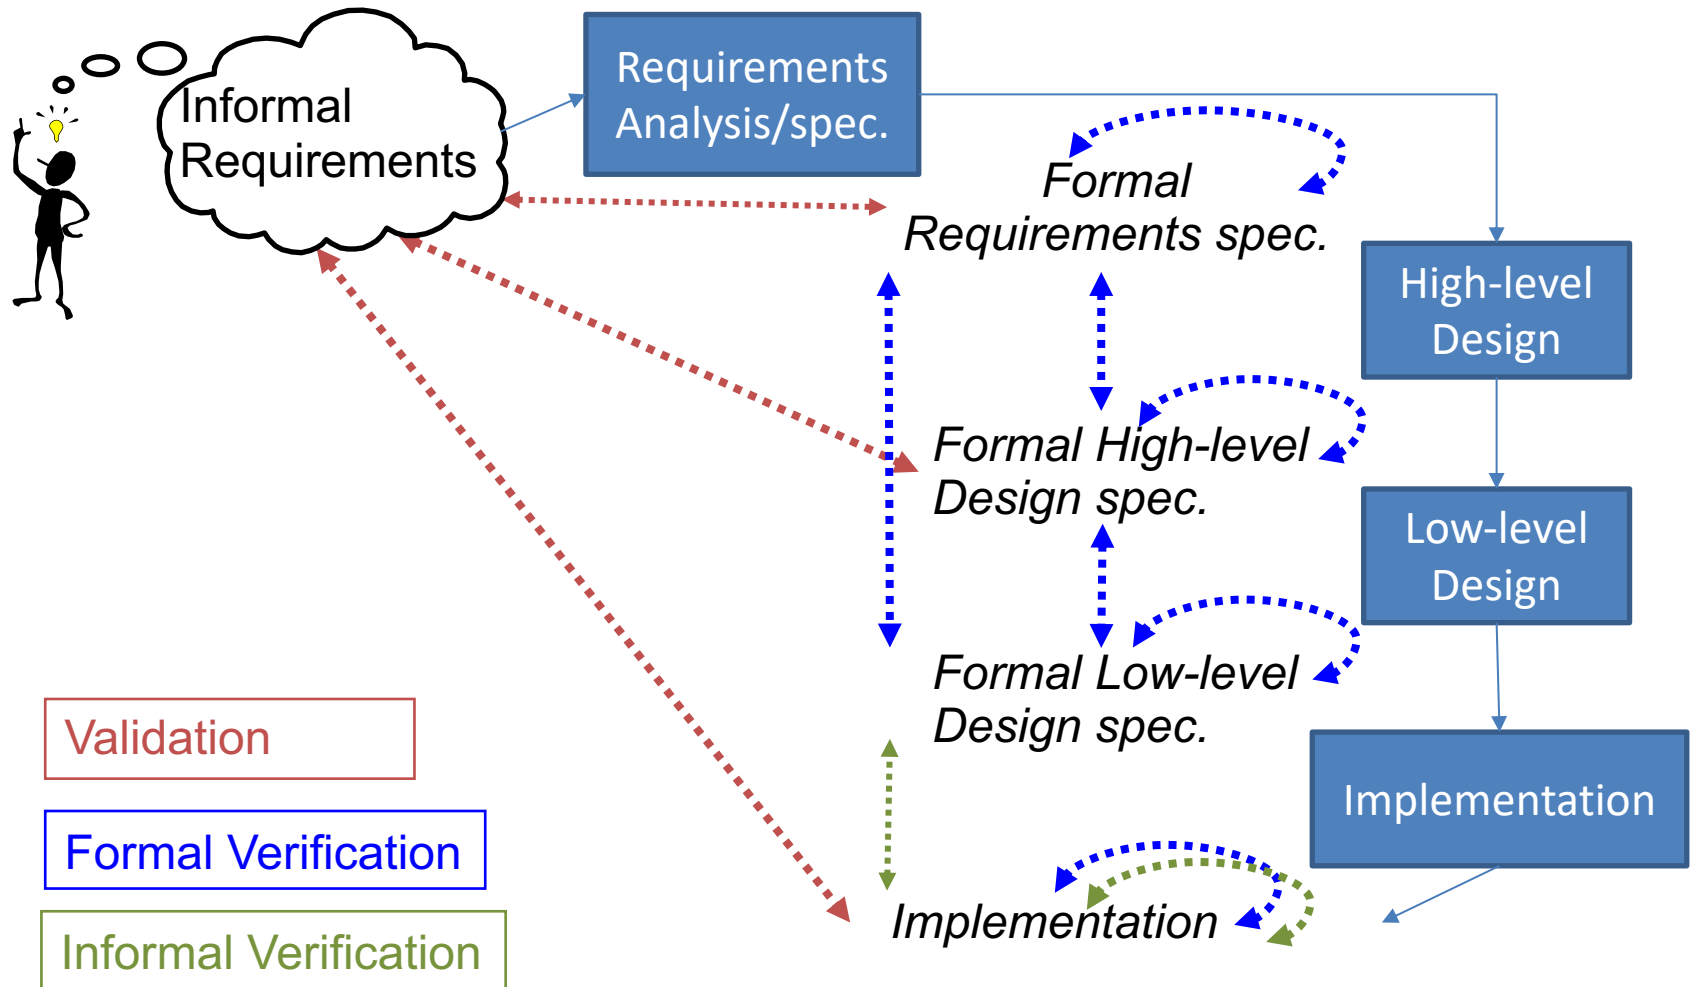 Informal
Requirements
Requirements
Analysis/spec.
Formal
Requirements spec.
High-level
Design
Formal High-level
Design spec.
Low-level
Design
Formal Low-level
Design spec.
Validation
Implementation
Formal Verification
Implementation
Informal Verification